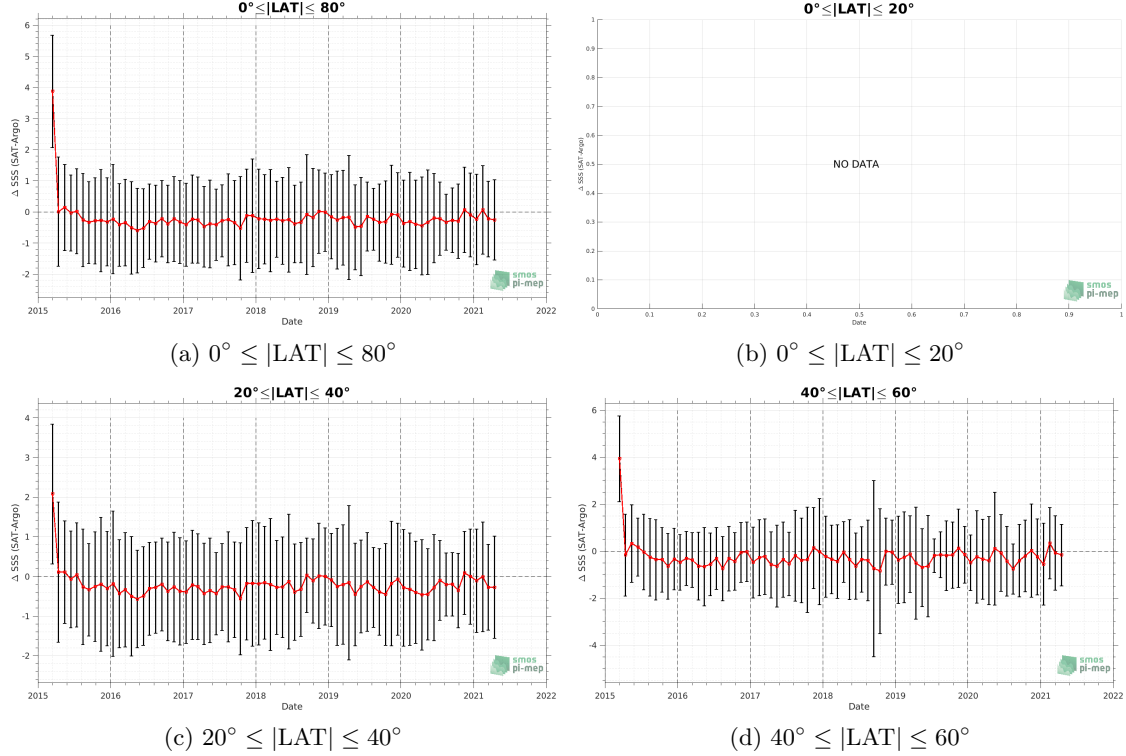 0°≤|LAT|≤ 80°
6
5
4
3
2
1
0
-1
-2
Δ SSS (SAT-Argo)
2015 2016 2017 2018 2019 2020 2021 2022
Date
smos
pi-mep
(a) 0° ≤ |LAT| ≤ 80°
0°≤|LAT|≤ 20°
1
0.9
0.8
0.7
0.6
0.5
0.4
0.3
0.2
0.1
0
Δ SSS (SAT-Argo)
NO DATA
0 0.1 0.2 0.3 0.4 0.5 0.6 0.7 0.8 0.9 1
Date
smos
pi-mep
(b) 0° ≤ |LAT| ≤ 20°
20°≤|LAT|≤ 40°
4
3
2
1
0
-1
-2
Δ SSS (SAT-Argo)
2015 2016 2017 2018 2019 2020 2021 2022
Date
smos
pi-mep
(c) 20° ≤ |LAT| ≤ 40°
40°≤|LAT|≤ 60°
6
4
2
0
-2
-4
Δ SSS (SAT-Argo)
2015 2016 2017 2018 2019 2020 2021 2022
Date
smos
pi-mep
(d) 40° ≤ |LAT| ≤ 60°